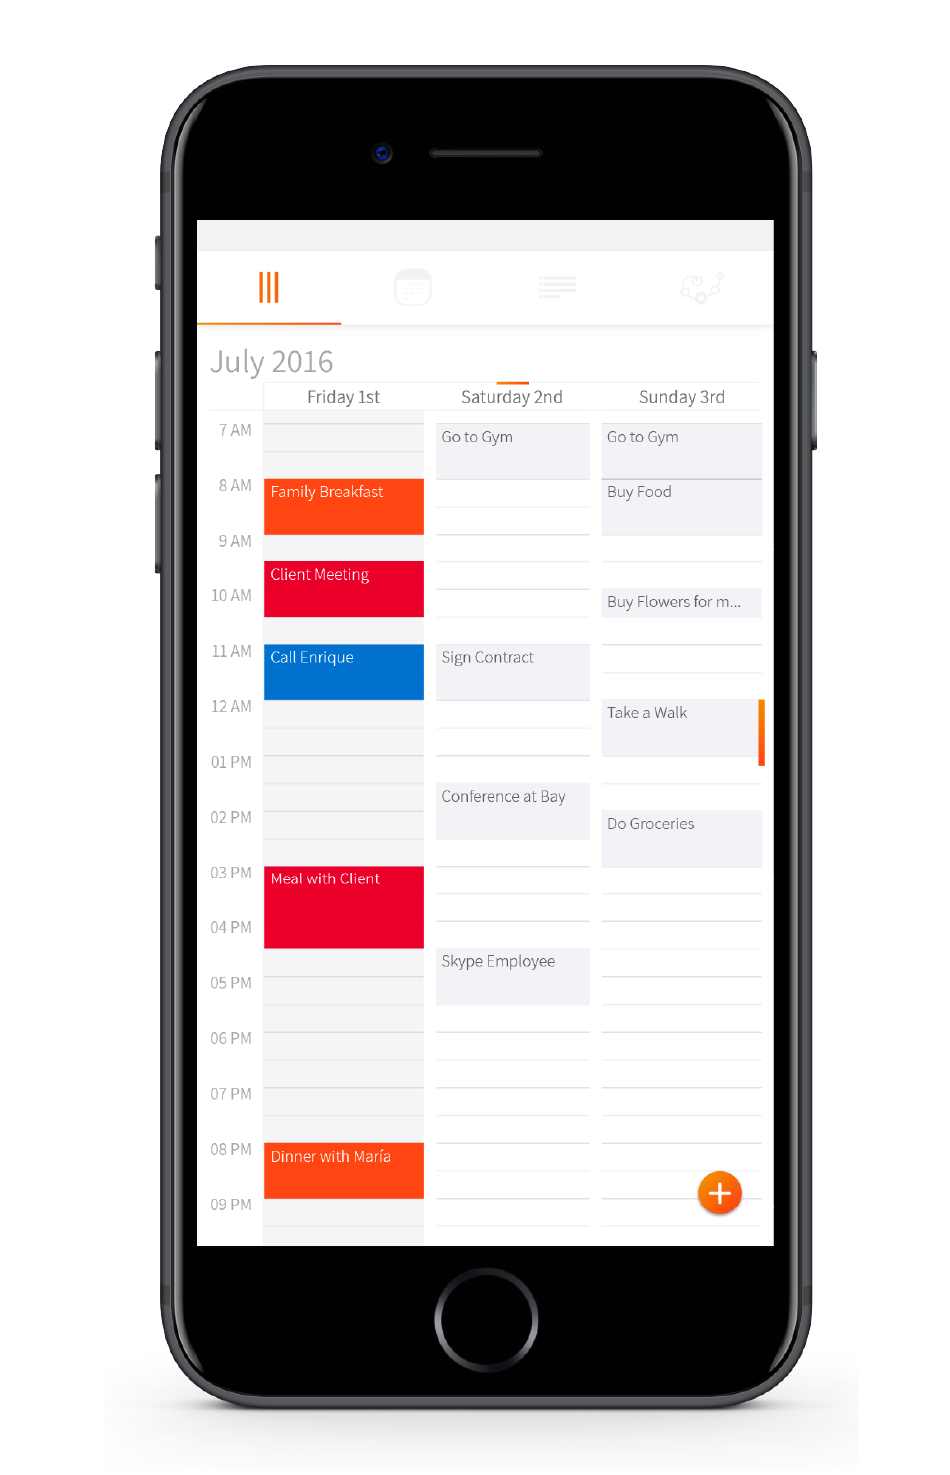 July 2016
Friday 1st
Saturday 2nd
Sunday 3rd
7 AM
Go to Gym
Go to Gym
8 AM
Family Breakfast
Buy Food
9 AM
Client Meeting
10 AM
Buy Flowers for m...
11 AM
Call Enrique
Sign Contract
12 AM
Take a Walk
01 PM
Conference at Bay
02 PM
Do Groceries
03 PM
Meal with Client
04 PM
Skype Employee
05 PM
06 PM
07 PM
08 PM
Dinner with María
09 PM